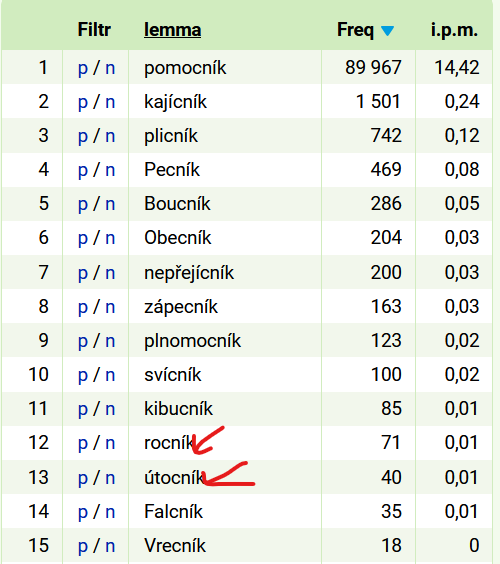 Filtr lemma Freq i.p.m.
1 p / n pomocník 89 967 14,42
2 p / n kajícník 1 501 0,24
3 p / n plicník 742 0,12
4 p / n Pecník 469 0,08
5 p / n Boucník 286 0,05
6 p / n Obecník 204 0,03
7 p / n nepřejícník 200 0,03
8 p / n zápecník 163 0,03
9 p / n plnomocník 123 0,02
10 p / n svícník 100 0,02
11 p / n kibucník 85 0,01
12 p / n rocník 71 0,01
13 p / n útocník 40 0,01
14 p / n Falcník 35 0,01
15 p / n Vrecník 18 0